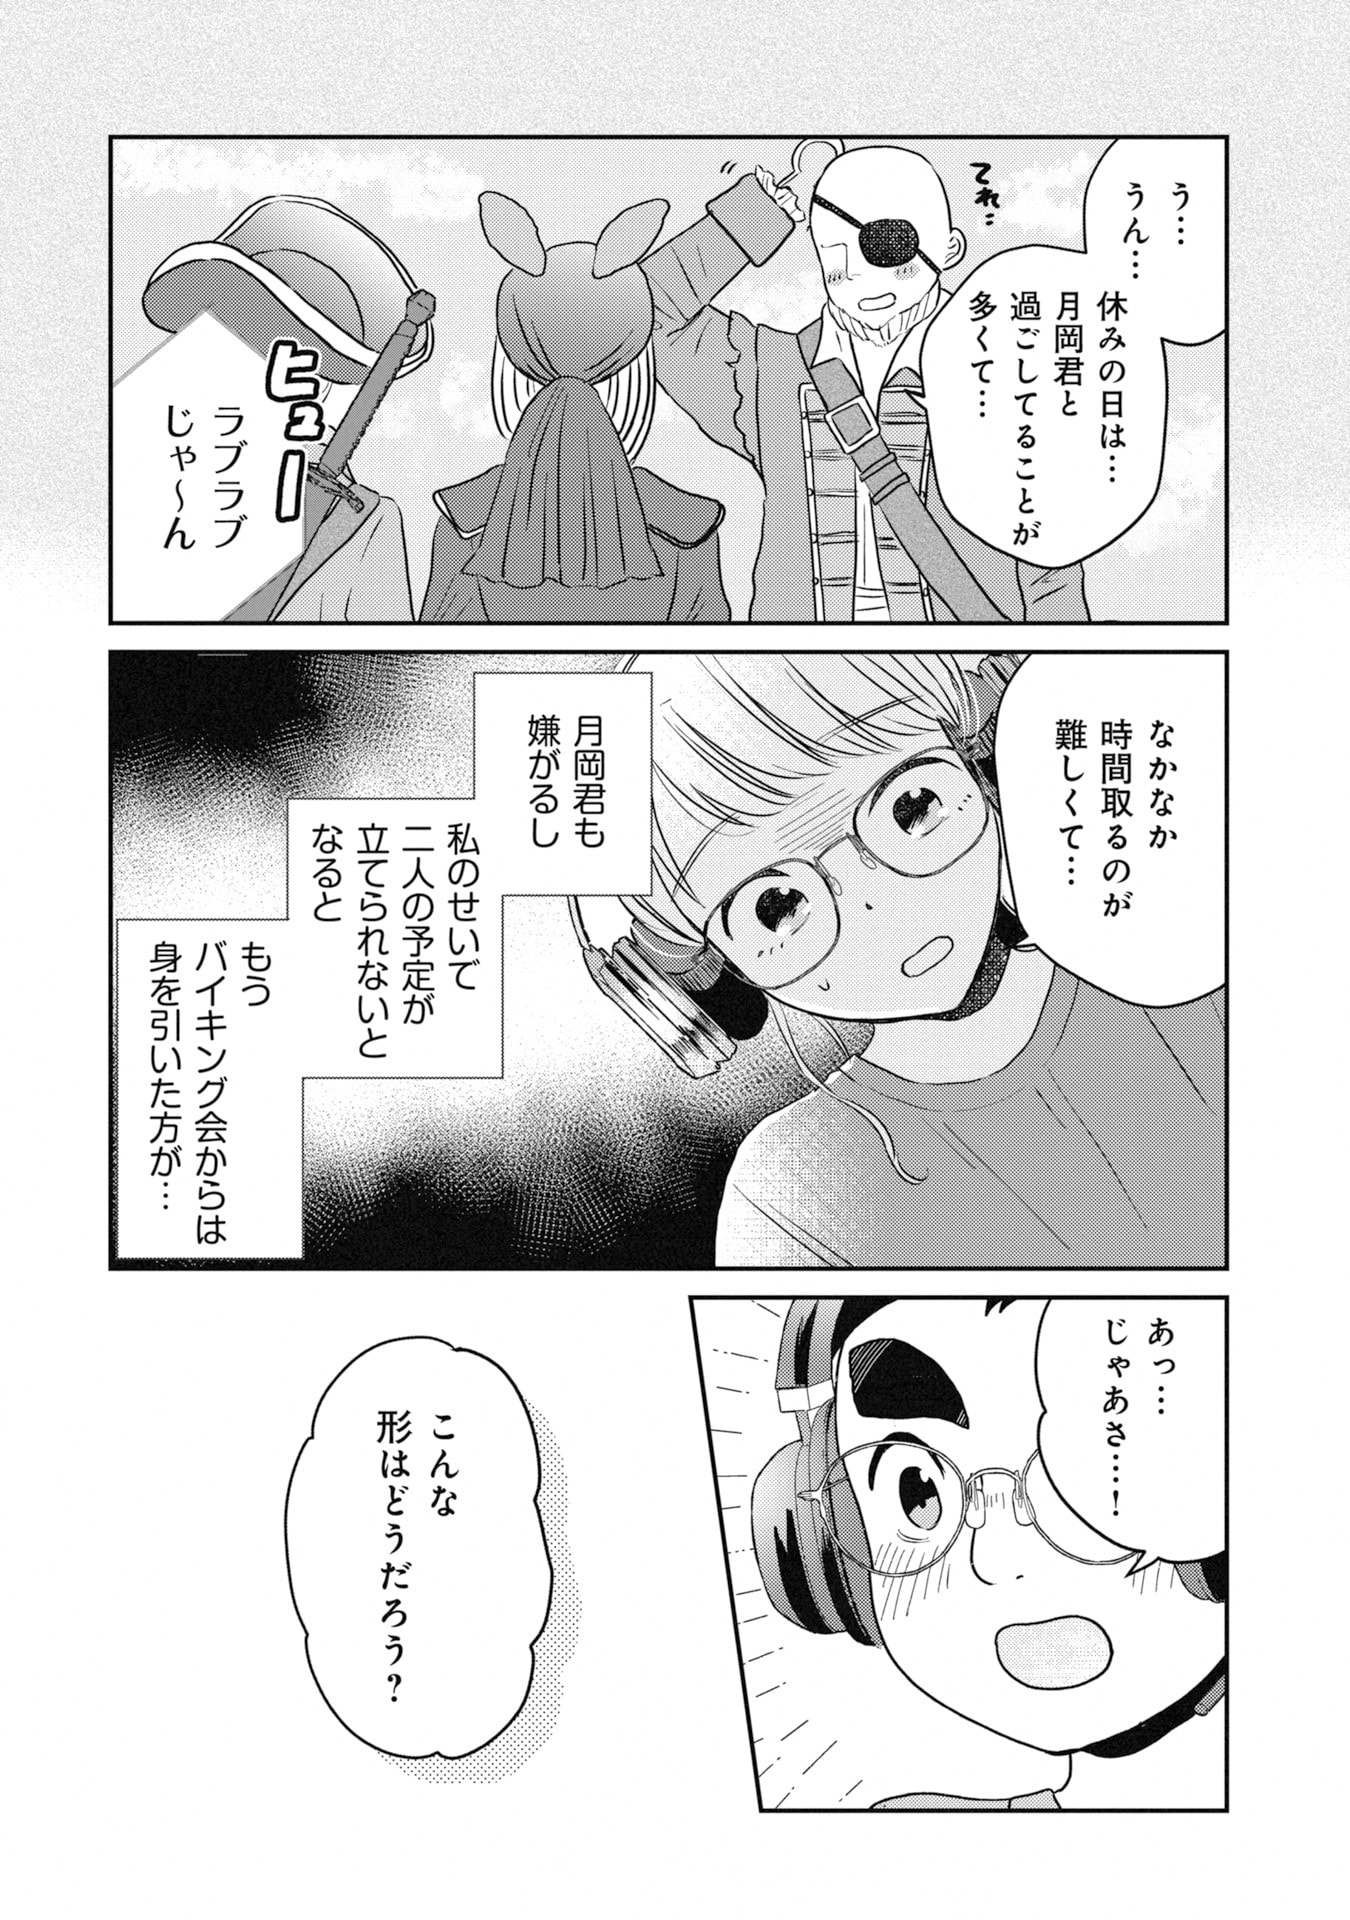 う…
うん…
休みの日は…
月岡君と
過ごしてることが
多くて…
てれ…
ヒュー
ラブラブ
じゃ～ん
なかなか
時間取るのが
難しくて…
月岡君も
嫌がるし
私のせいで
二人の予定が
立てられないと
なると
もう
バイキング会からは
身を引いた方が…
あっ…
じゃあさ…！
こんな
形はどうだろう？